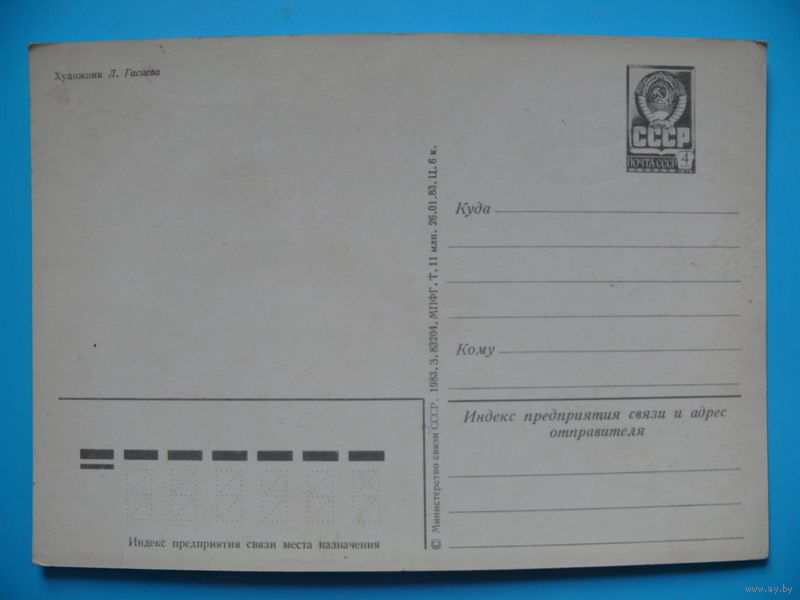 Художник Л. Гасиева
СССР
ПОЧТА СССР 4
Куда
Кому
Индекс предприятия связи и адрес
отправителя
© Министерство связи СССР. 1983. З. 83204. МПФГ. Т. 11 млн. 26.01.83. Ц. 6 к.
Индекс предприятия связи места назначения
www.ay.by